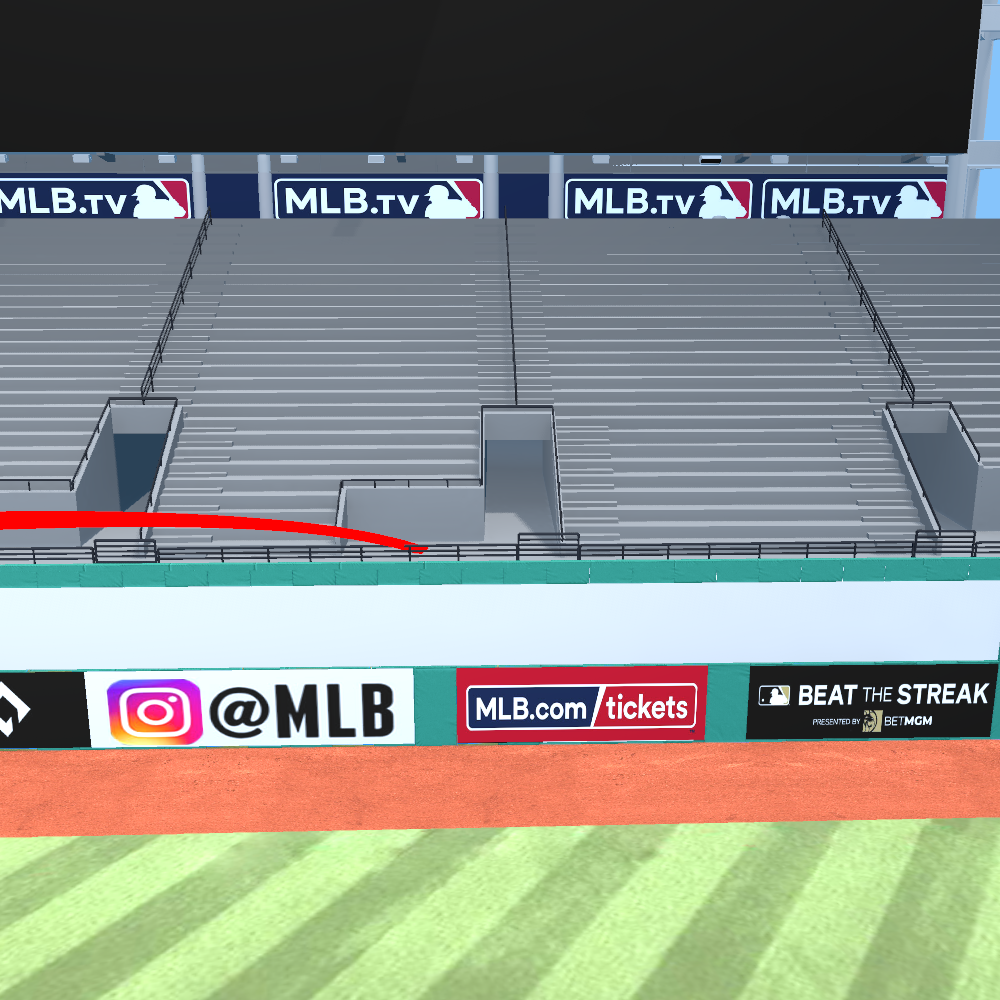 MLB.TV
MLB.TV
MLB.TV
MLB.TV
@MLB
MLB.com/tickets
BEAT THE STREAK
PRESENTED BY BETMGM